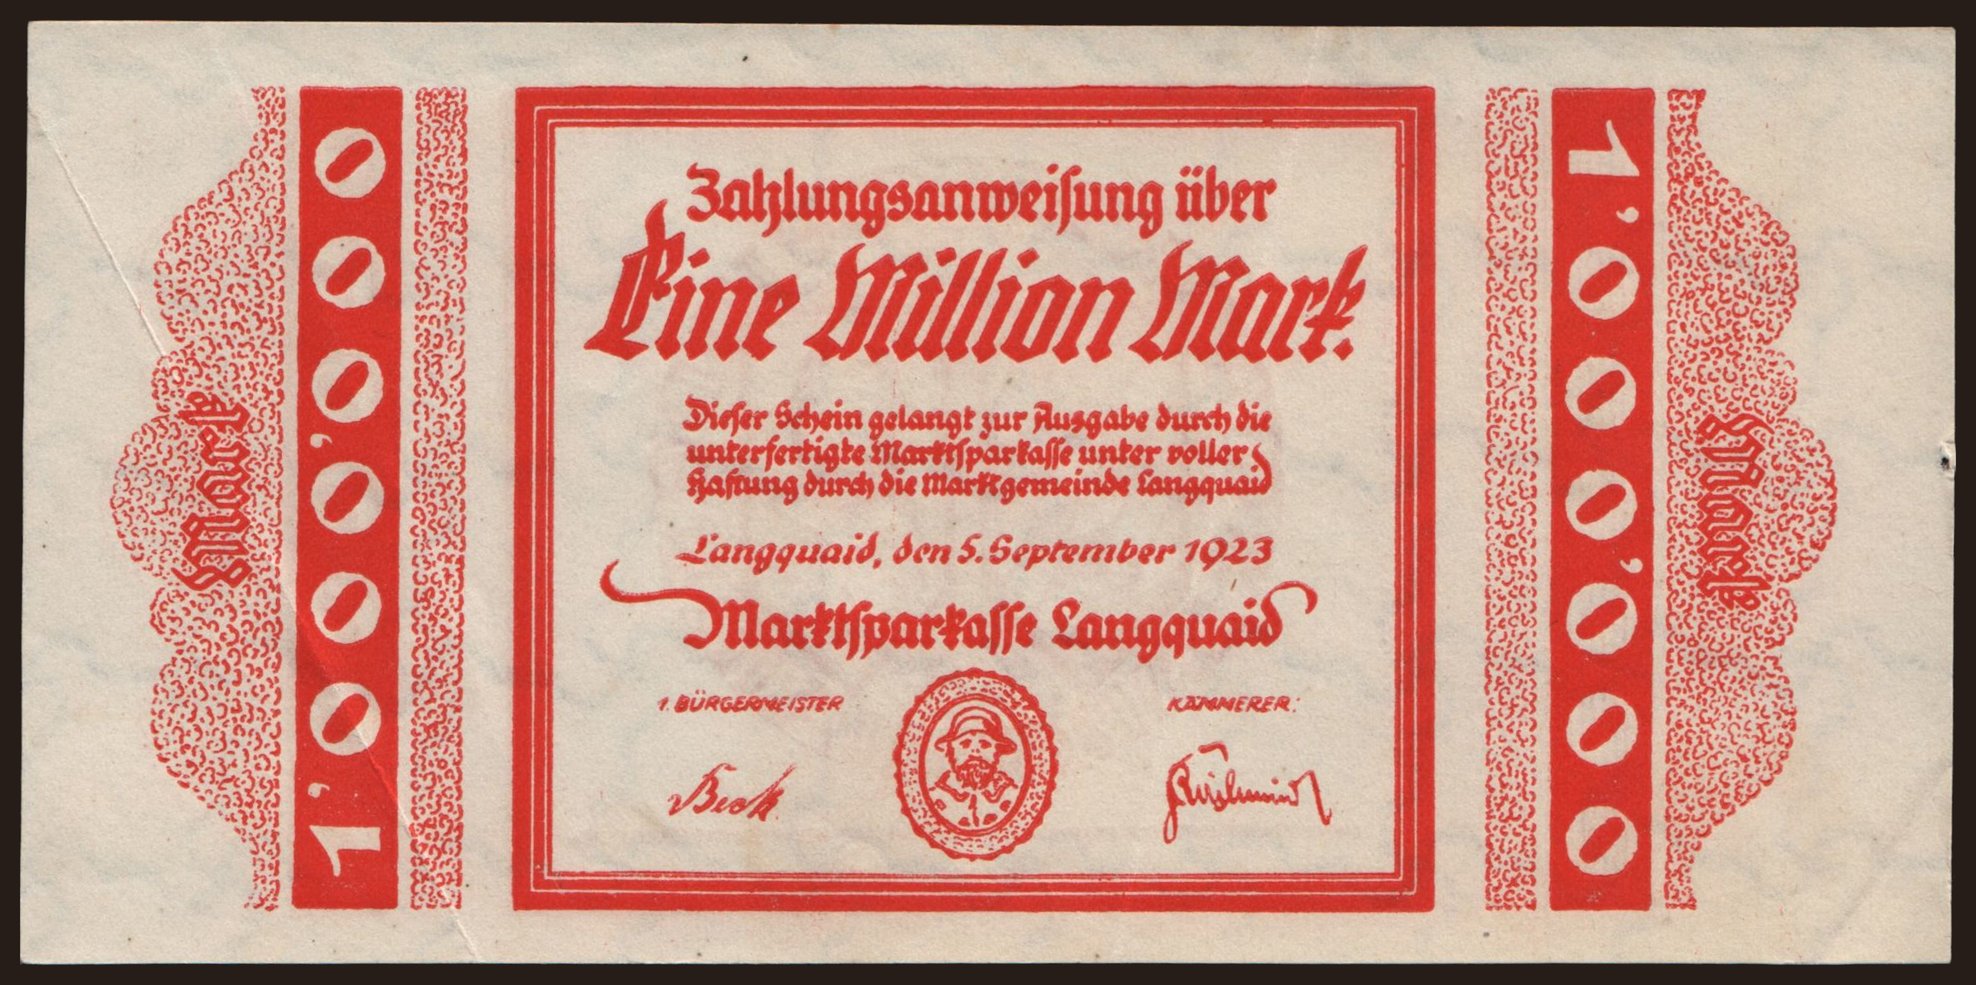 1'000'000
Mark
Zahlungsanweisung über
Eine Million Mark.
Dieser Schein gelangt zur Ausgabe durch die
unterfertigte Marktsparkasse unter voller
Haftung durch die Marktgemeinde Langquaid
Langquaid, den 5. September 1923
Marktsparkasse Langquaid
1. BÜRGERMEISTER
KÄMMERER:
Beck
1'000'000
Mark